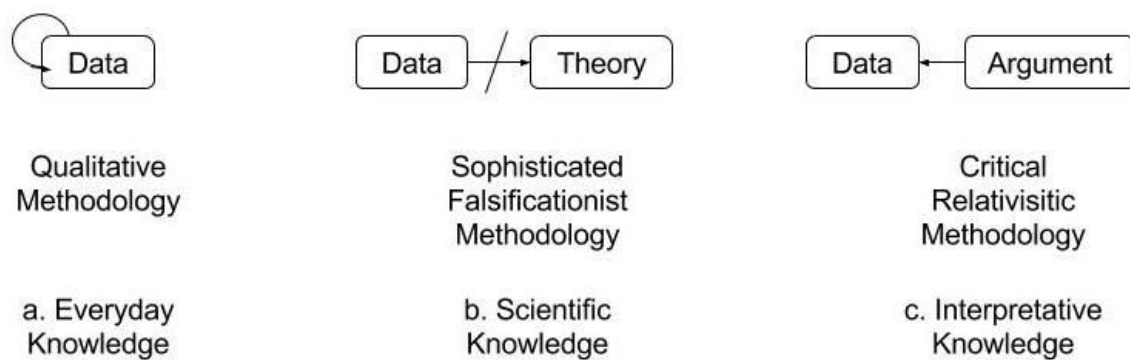 Data
Data Theory
Data Argument
Qualitative
Methodology
Sophisticated
Falsificationist
Methodology
Critical
Relativisitic
Methodology
a. Everyday
Knowledge
b. Scientific
Knowledge
c. Interpretative
Knowledge